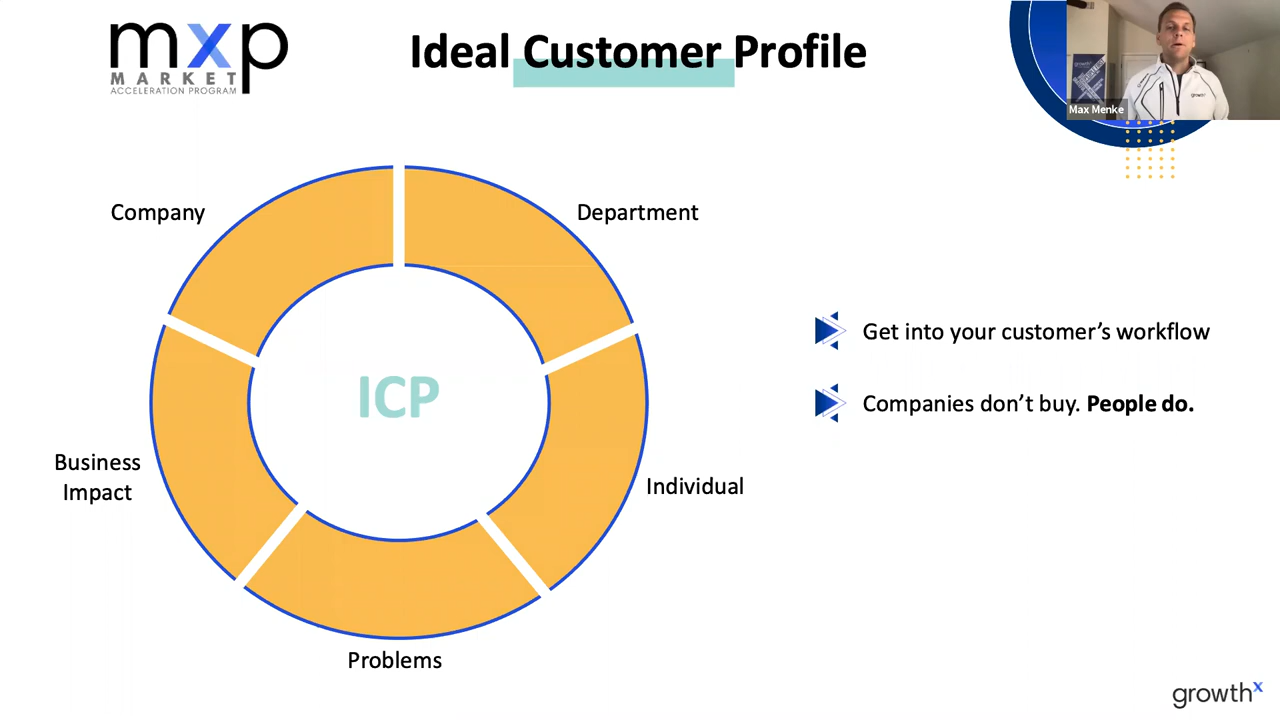 mxp
MARKET
ACCELERATION PROGRAM
Ideal Customer Profile
Max Menke
growthx
Company
Department
ICP
Business
Impact
Individual
Problems
Get into your customer’s workflow
Companies don’t buy. People do.
growthx